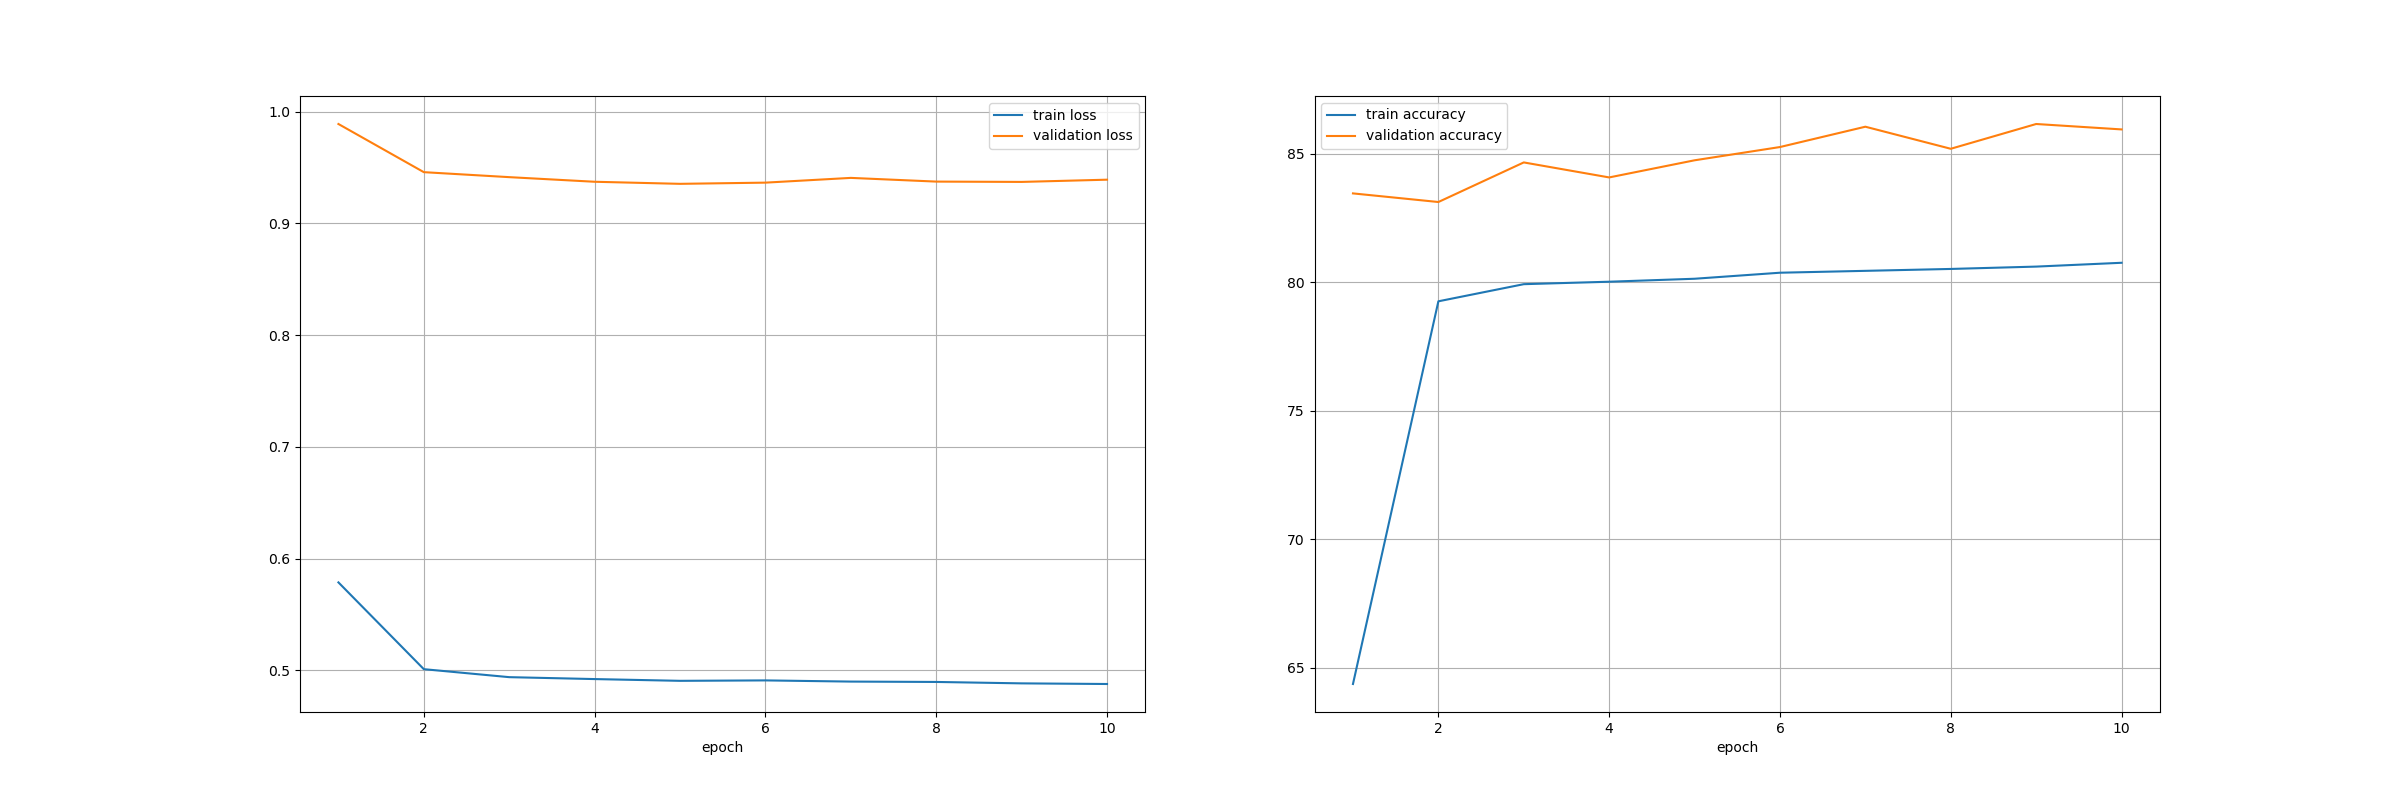 1.0
0.9
0.8
0.7
0.6
0.5
2 4 6 8 10
epoch
train loss
validation loss
85
80
75
70
65
2 4 6 8 10
epoch
train accuracy
validation accuracy